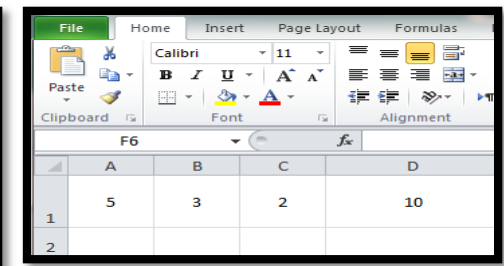 File Home Insert Page Layout Formulas
Calibri 11
Paste B I U A A A
Clipboard Font Alignment
F6 fx
A B C D
1 5 3 2 10
2